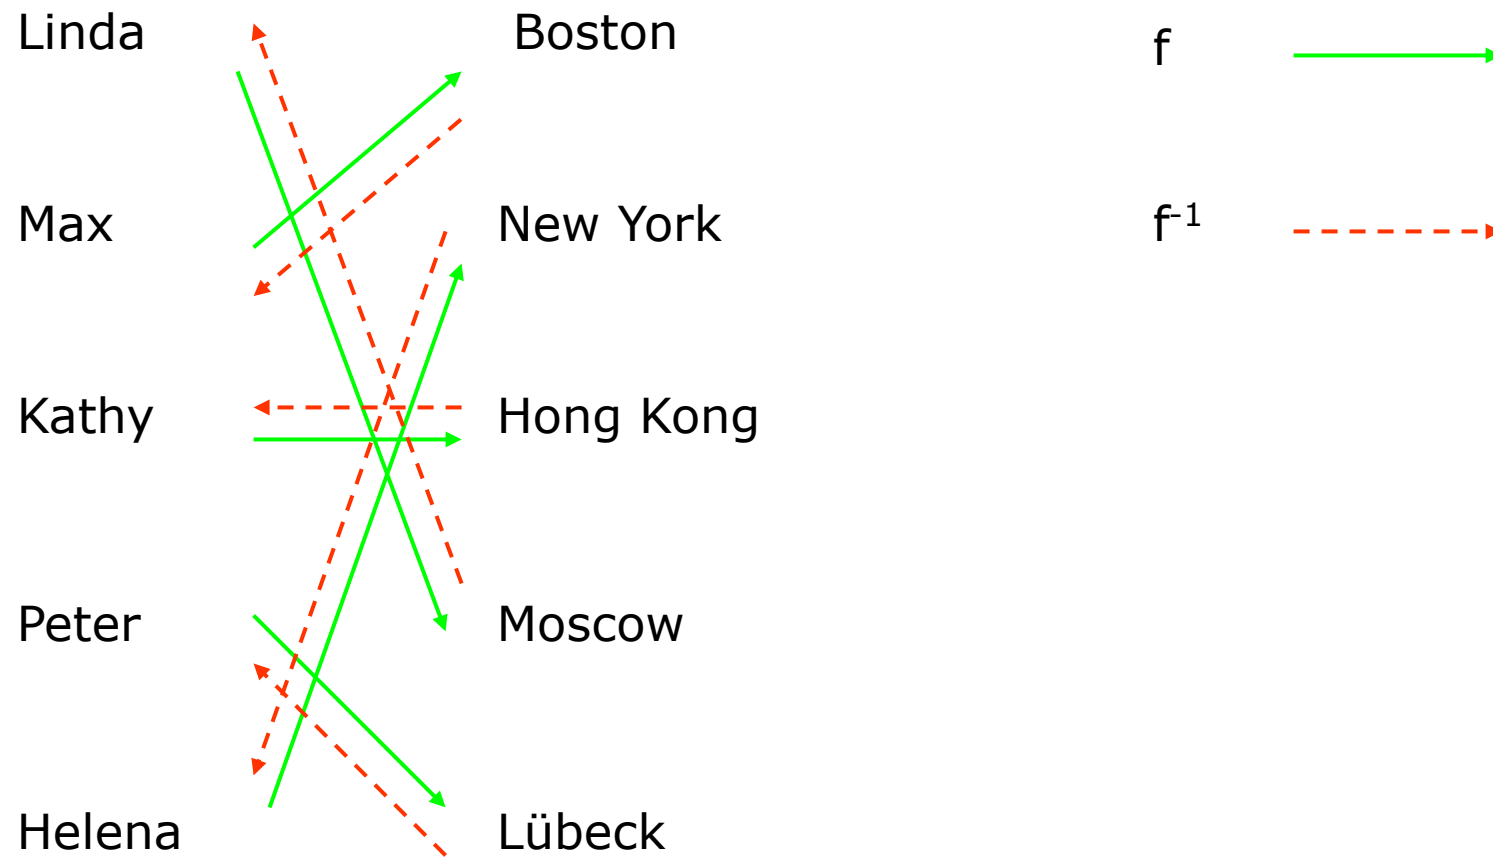 Linda Boston f
Max New York f-1
Kathy Hong Kong
Peter Moscow
Helena Lübeck